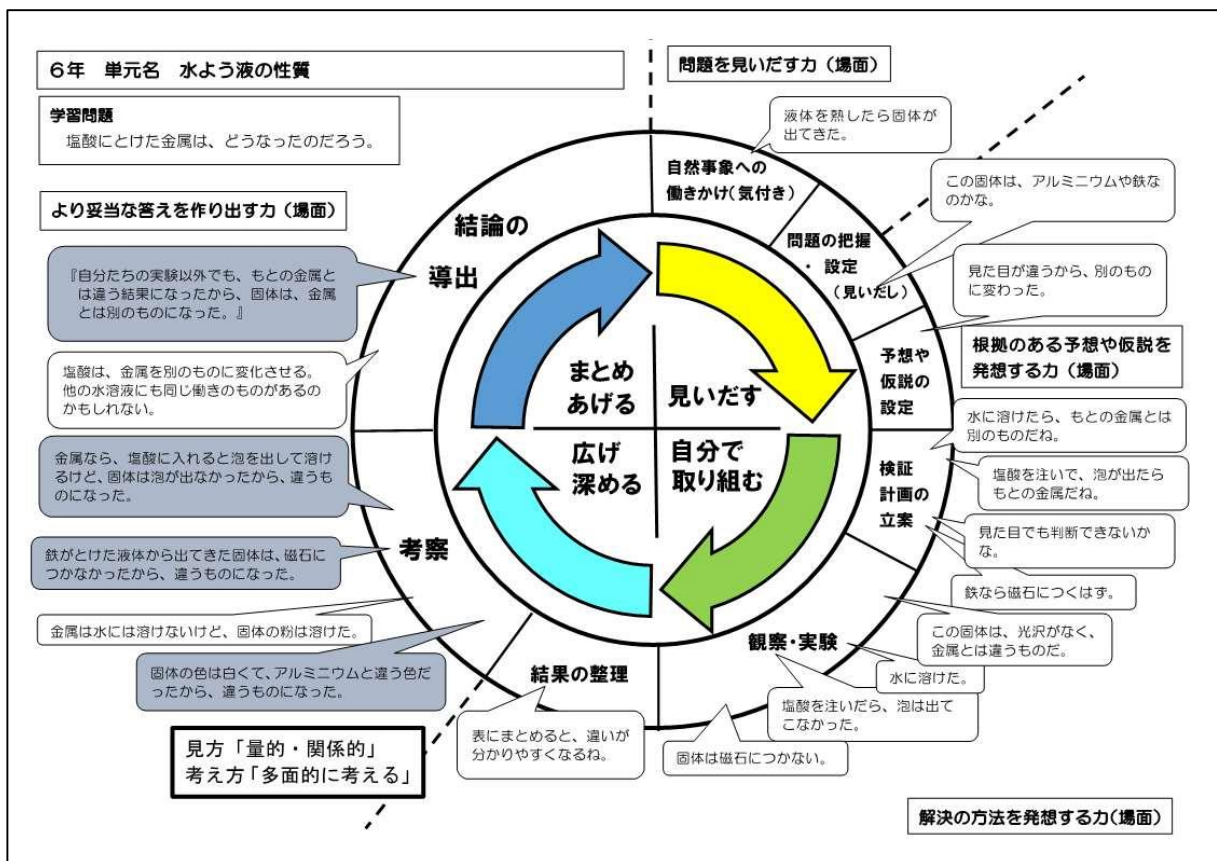 6年　単元名　水よう液の性質
学習問題
塩酸にとけた金属は、どうなったのだろう。
問題を見いだす力（場面）
液体を熱したら固体が
出てきた。
自然事象への
働きかけ（気付き）
この固体は、アルミニウムや鉄な
のかな。
問題の把握
・設定
（見いだし）
見た目が違うから、別のもの
に変わった。
根拠のある予想や仮説を
発想する力（場面）
予想や
仮説の
設定
水に溶けたら、もとの金属とは
別のものだね。
塩酸を注いで、泡が出たら
もとの金属だね。
検証
計画の
立案
見た目でも判断できないか
な。
鉄なら磁石につくはず。
この固体は、光沢がなく、
金属とは違うものだ。
観察・実験
水に溶けた。
塩酸を注いだら、泡は出て
こなかった。
固体は磁石につかない。
解決の方法を発想する力（場面）
結果の整理
表にまとめると、違いが
分かりやすくなるね。
見方「量的・関係的」
考え方「多面的に考える」
固体の色は白くて、アルミニウムと違う色だ
ったから、違うものになった。
金属は水には溶けないけど、固体の粉は溶けた。
考察
鉄がとけた液体から出てきた固体は、磁石に
つかなかったから、違うものになった。
金属なら、塩酸に入れると泡を出して溶け
るけど、固体は泡が出なかったから、違うも
のになった。
塩酸は、金属を別のものに変化させる。
他の水溶液にも同じ働きのものがあるの
かもしれない。
『自分たちの実験以外でも、もとの金属と
は違う結果になったから、固体は、金属
とは別のものになった。』
より妥当な答えを作り出す力（場面）
結論の
導出
まとめ
あげる
見いだす
広げ
深める
自分で
取り組む